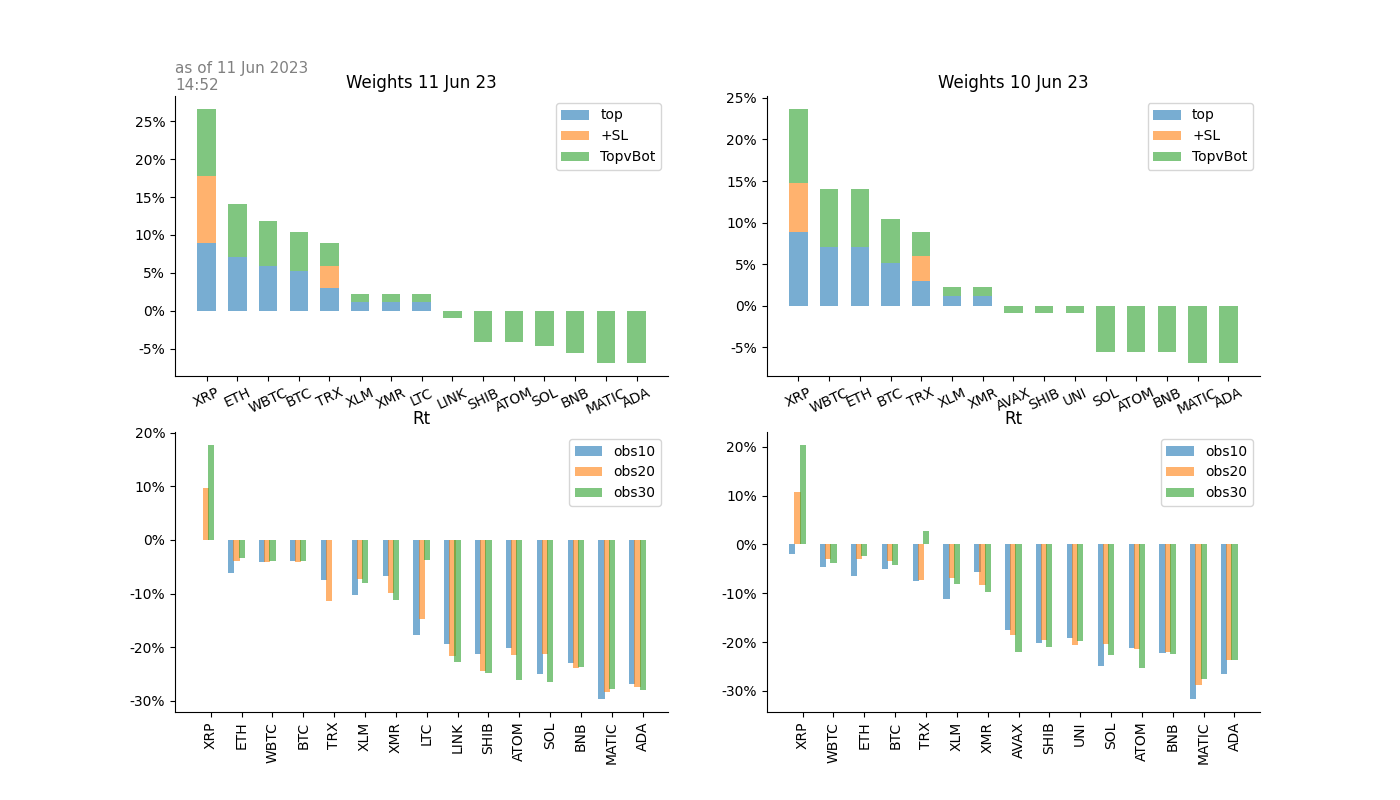 as of 11 Jun 2023
14:52
Weights 11 Jun 23
25%
20%
15%
10%
5%
0%
-5%
top
+SL
TopvBot
XRP ETH WBTC BTC TRX XLM XMR LTC LINK SHIB ATOM SOL BNB MATIC ADA
Weights 10 Jun 23
25%
20%
15%
10%
5%
0%
-5%
top
+SL
TopvBot
XRP WBTC ETH BTC TRX XLM XMR AVAX SHIB UNI SOL ATOM BNB MATIC ADA
Rt
20%
10%
0%
-10%
-20%
-30%
obs10
obs20
obs30
XRP ETH WBTC BTC TRX XLM XMR LTC LINK SHIB ATOM SOL BNB MATIC ADA
Rt
20%
10%
0%
-10%
-20%
-30%
obs10
obs20
obs30
XRP WBTC ETH BTC TRX XLM XMR AVAX SHIB UNI SOL ATOM BNB MATIC ADA